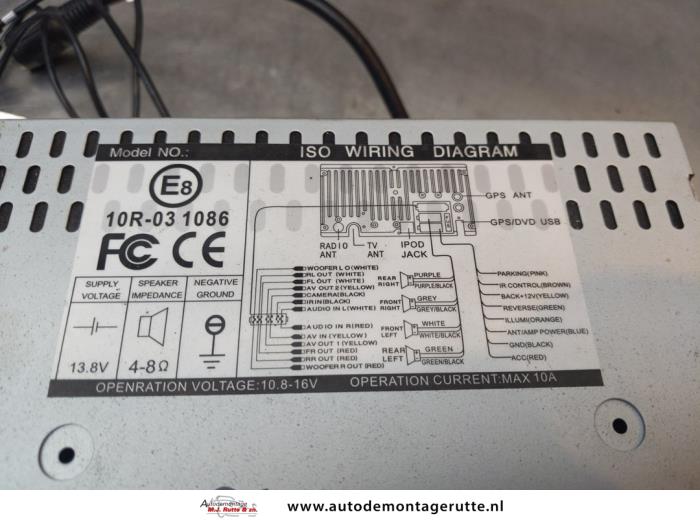 Model NO.:
ISO WIRING DIAGRAM
E8
10R-03 1086
FC CE
SUPPLY VOLTAGE
SPEAKER IMPEDANCE
NEGATIVE GROUND
13.8V
4-8Ω
GPS ANT
GPS/DVD USB
RADIO ANT
TV ANT
IPOD JACK
WOOFER L O (WHITE)
RL OUT (WHITE)
FL OUT (WHITE)
AV OUT 2 (YELLOW)
CAMERA(BLACK)
IR IN(BLACK)
AUDIO IN L(WHITE)
AUDIO IN R(RED)
AV IN (YELLOW)
AV OUT 1 (YELLOW)
FR OUT (RED)
RR OUT (RED)
WOOFER R OUT (RED)
REAR RIGHT
PURPLE
PURPLE/BLACK
FRONT RIGHT
GREY
GREY/BLACK
FRONT LEFT
WHITE
WHITE/BLACK
REAR LEFT
GREEN
GREEN/BLACK
PARKING(PINK)
IR CONTROL(BROWN)
BACK+12V(YELLOW)
REVERSE(GREEN)
ILLUMI(ORANGE)
ANT/AMP POWER(BLUE)
GND(BLACK)
ACC(RED)
OPENRATION VOLTAGE:10.8-16V
OPERATION CURRENT:MAX 10A
Autodemontage
M.J. Rutte & zn.
www.autodemontagerutte.nl